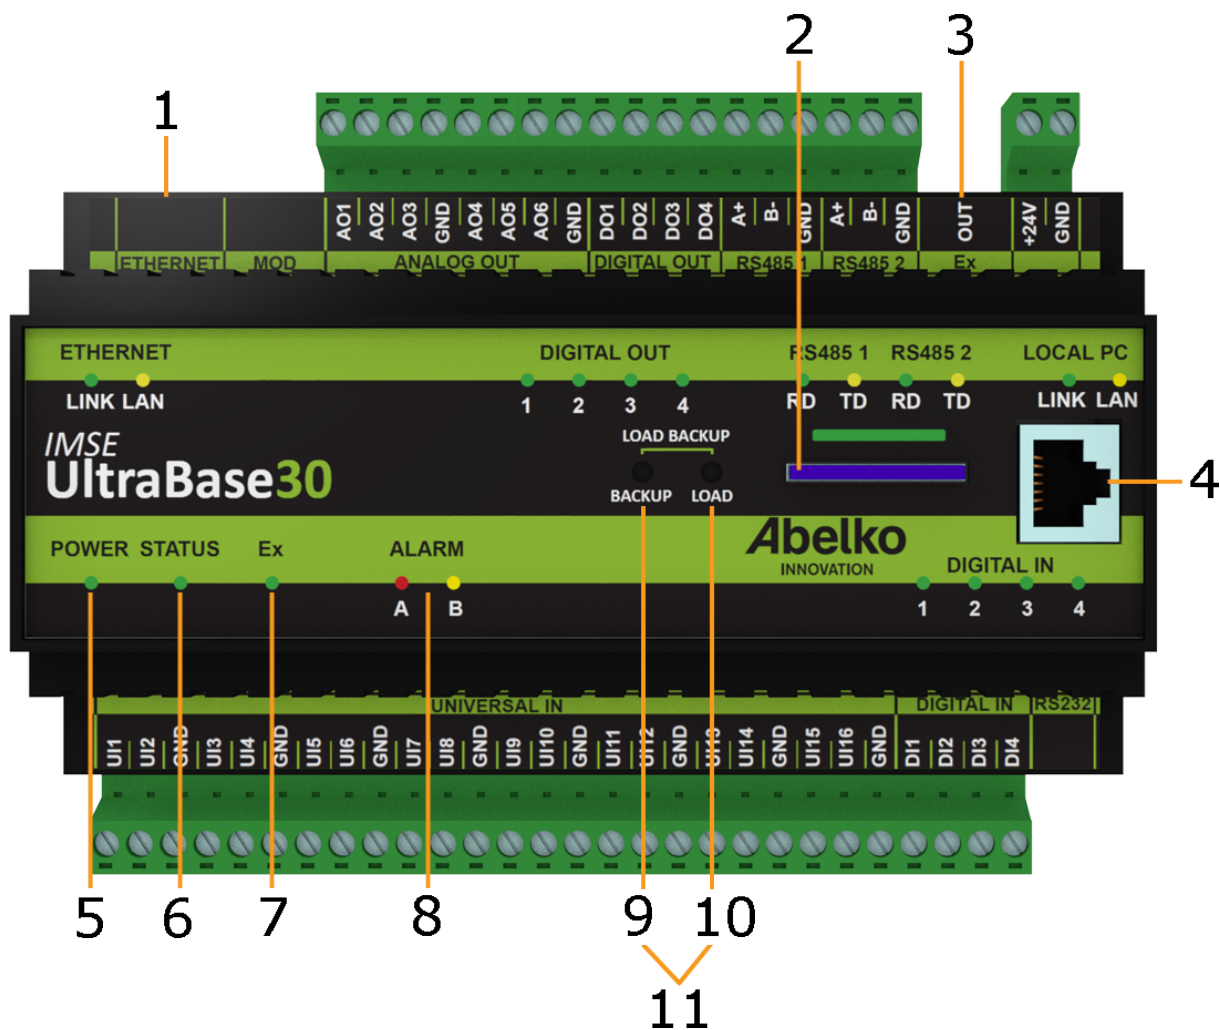 2 3
1
AO1 AO2 AO3 GND AO4 AO5 AO6 GND DO1 DO2 DO3 DO4 A+ B- GND A+ B- GND OUT +24V GND
ETHERNET MOD ANALOG OUT DIGITAL OUT RS485 1 RS485 2 Ex
ETHERNET DIGITAL OUT RS485 1 RS485 2 LOCAL PC
LINK LAN 1 2 3 4 RD TD RD TD LINK LAN
IMSE LOAD BACKUP
UltraBase30
BACKUP LOAD
4
Abelko
INNOVATION
POWER STATUS Ex ALARM DIGITAL IN
A B 1 2 3 4
UNIVERSAL IN DIGITAL IN RS232
UI1 UI2 GND UI3 UI4 GND UI5 UI6 GND UI7 UI8 GND UI9 UI10 GND UI11 UI12 GND UI13 UI14 GND UI15 UI16 GND DI1 DI2 DI3 DI4
5 6 7 8 9 10
11